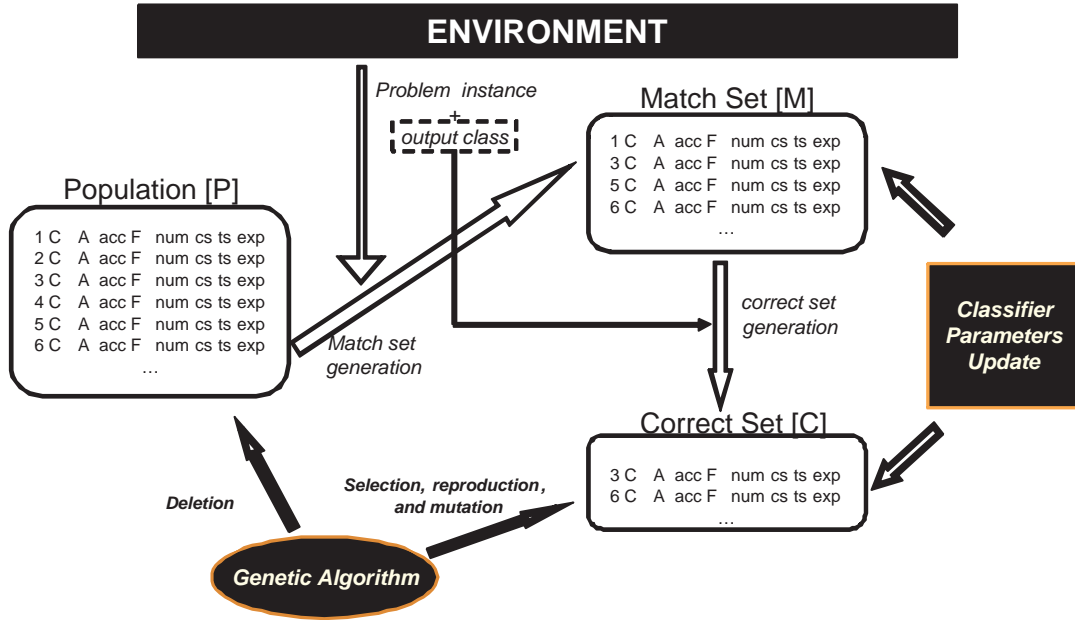 ENVIRONMENT
Problem instance
+
output class
Match Set [M]
1 C A acc F num cs ts exp
3 C A acc F num cs ts exp
5 C A acc F num cs ts exp
6 C A acc F num cs ts exp
...
Population [P]
1 C A acc F num cs ts exp
2 C A acc F num cs ts exp
3 C A acc F num cs ts exp
4 C A acc F num cs ts exp
5 C A acc F num cs ts exp
6 C A acc F num cs ts exp
...
Match set
generation
correct set
generation
Classifier
Parameters
Update
Correct Set [C]
3 C A acc F num cs ts exp
6 C A acc F num cs ts exp
...
Deletion
Selection, reproduction,
and mutation
Genetic Algorithm